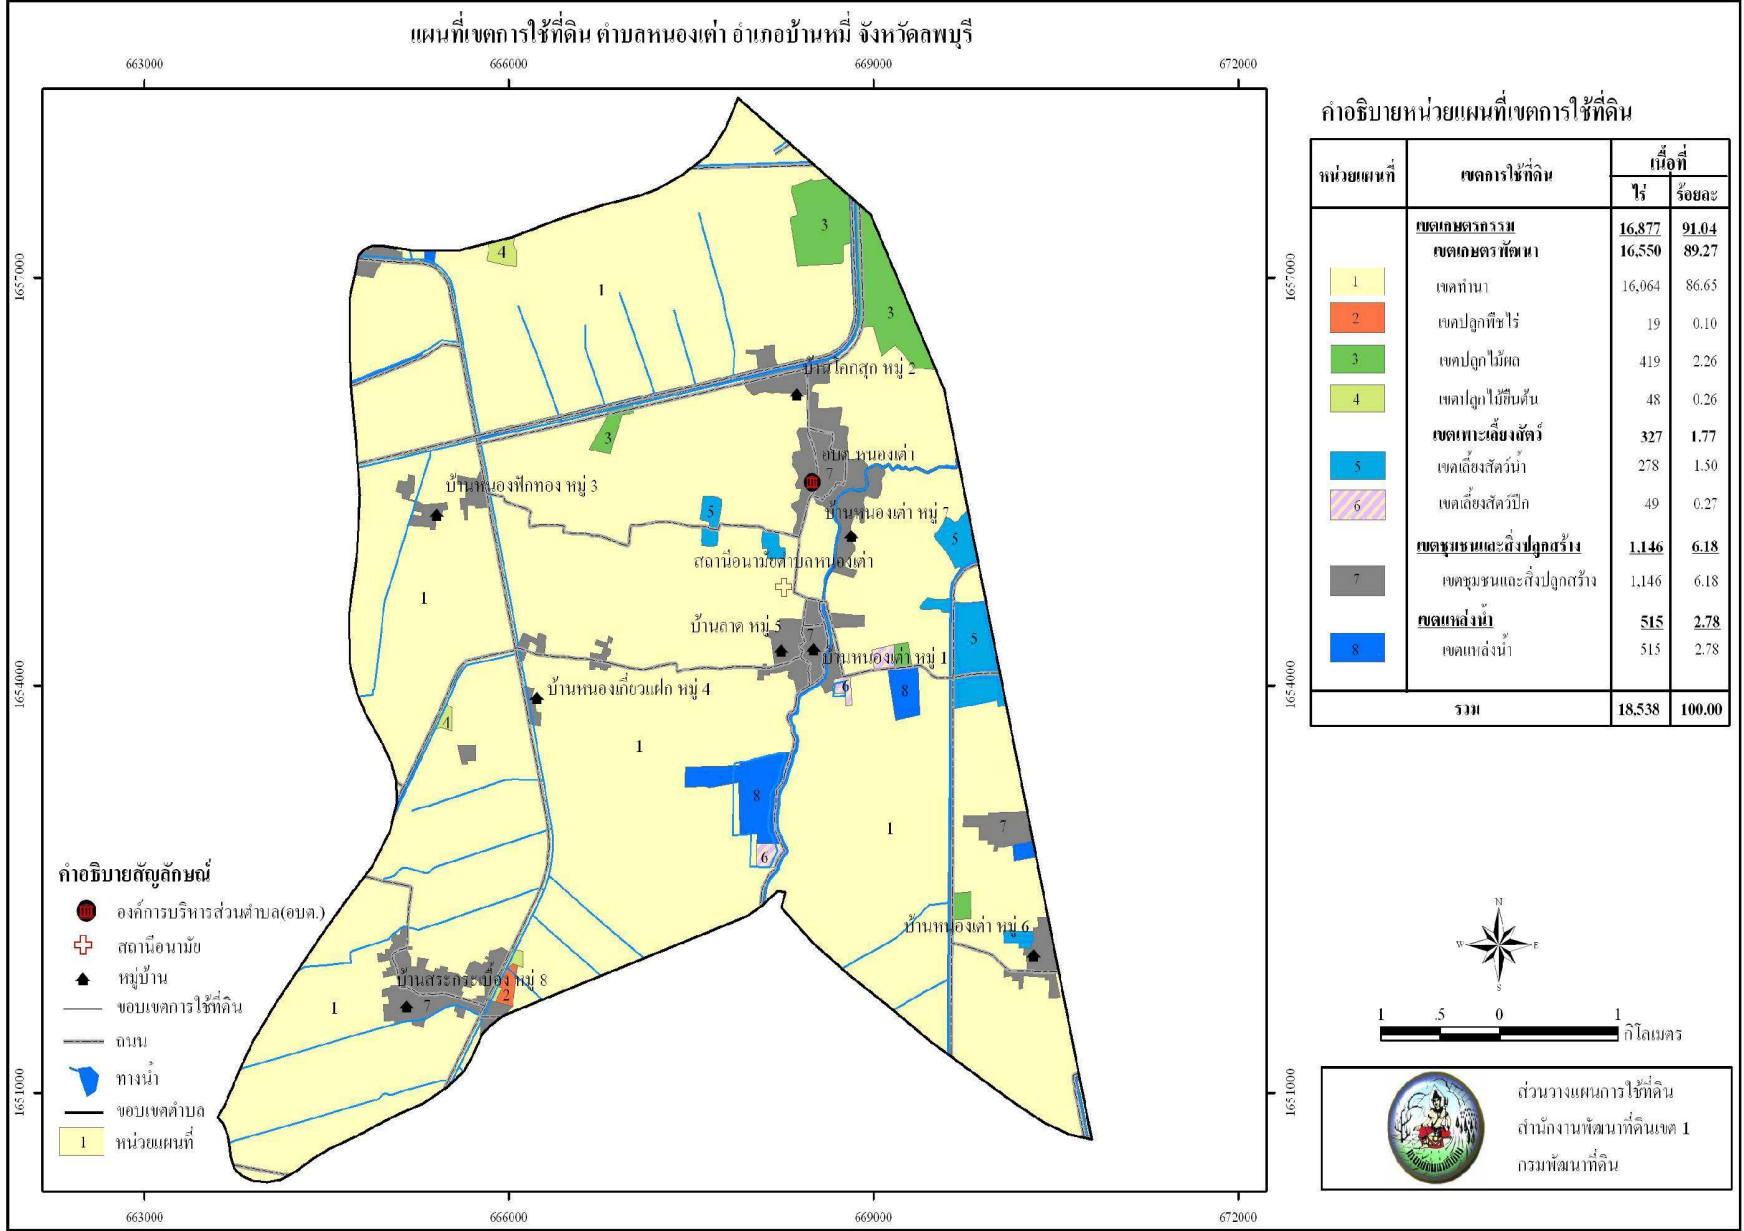 แผนที่เขตการใช้ที่ดิน ตำบลหนองเต่า อำเภอบ้านหมี่ จังหวัดลพบุรี
663000 666000 669000 672000
1657000
1654000
1651000
1657000
1654000
1651000
663000 666000 669000 672000
3
4
1
3
บ้านโคกสุก หมู่ 2
3
อบต.หนองเต่า
7
บ้านหนองฟักทอง หมู่ 3
5
บ้านหนองเต่า หมู่ 7
5
สถานีอนามัยตำบลหนองเต่า
1
บ้านลาด หมู่ 5
7
5
บ้านหนองเต่า หมู่ 1
6
8
บ้านหนองเกี่ยวแฝก หมู่ 4
4
1
8
1
7
6
บ้านหนองเต่า หมู่ 6
บ้านสระกระเบื้อง หมู่ 8
2
7
1
คำอธิบายสัญลักษณ์
องค์การบริหารส่วนตำบล(อบต.)
สถานีอนามัย
หมู่บ้าน
ขอบเขตการใช้ที่ดิน
ถนน
ทางน้ำ
ขอบเขตตำบล
1 หน่วยแผนที่
คำอธิบายหน่วยแผนที่เขตการใช้ที่ดิน
หน่วยแผนที่ เขตการใช้ที่ดิน เนื้อที่
ไร่ ร้อยละ
เขตเกษตรกรรม 16,877 91.04
เขตเกษตรพัฒนา 16,550 89.27
1 เขตทำนา 16,064 86.65
2 เขตปลูกพืชไร่ 19 0.10
3 เขตปลูกไม้ผล 419 2.26
4 เขตปลูกไม้ยืนต้น 48 0.26
เขตเพาะเลี้ยงสัตว์ 327 1.77
5 เขตเลี้ยงสัตว์น้ำ 278 1.50
6 เขตเลี้ยงสัตว์ปีก 49 0.27
เขตชุมชนและสิ่งปลูกสร้าง 1,146 6.18
7 เขตชุมชนและสิ่งปลูกสร้าง 1,146 6.18
เขตแหล่งน้ำ 515 2.78
8 เขตแหล่งน้ำ 515 2.78
รวม 18,538 100.00
N
W E
S
1 .5 0 1
กิโลเมตร
ส่วนวางแผนการใช้ที่ดิน
สำนักงานพัฒนาที่ดินเขต 1
กรมพัฒนาที่ดิน